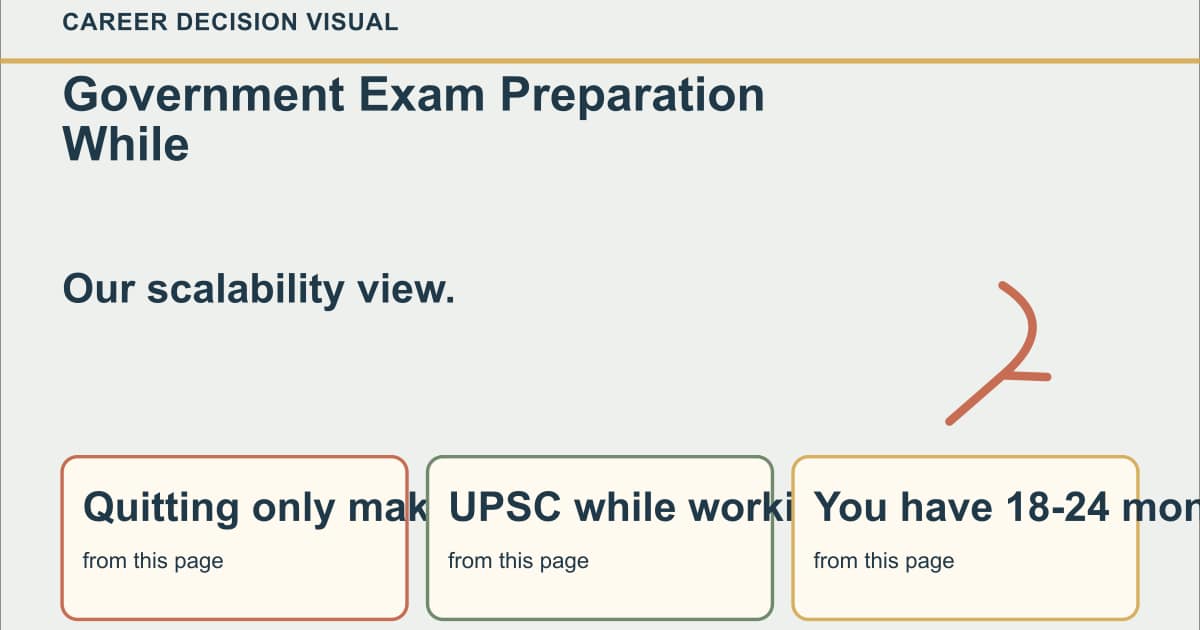 CAREER DECISION VISUAL
Government Exam Preparation
While
Our scalability view.
Quitting only mak
from this page
UPSC while worki
from this page
You have 18-24 mon
from this page